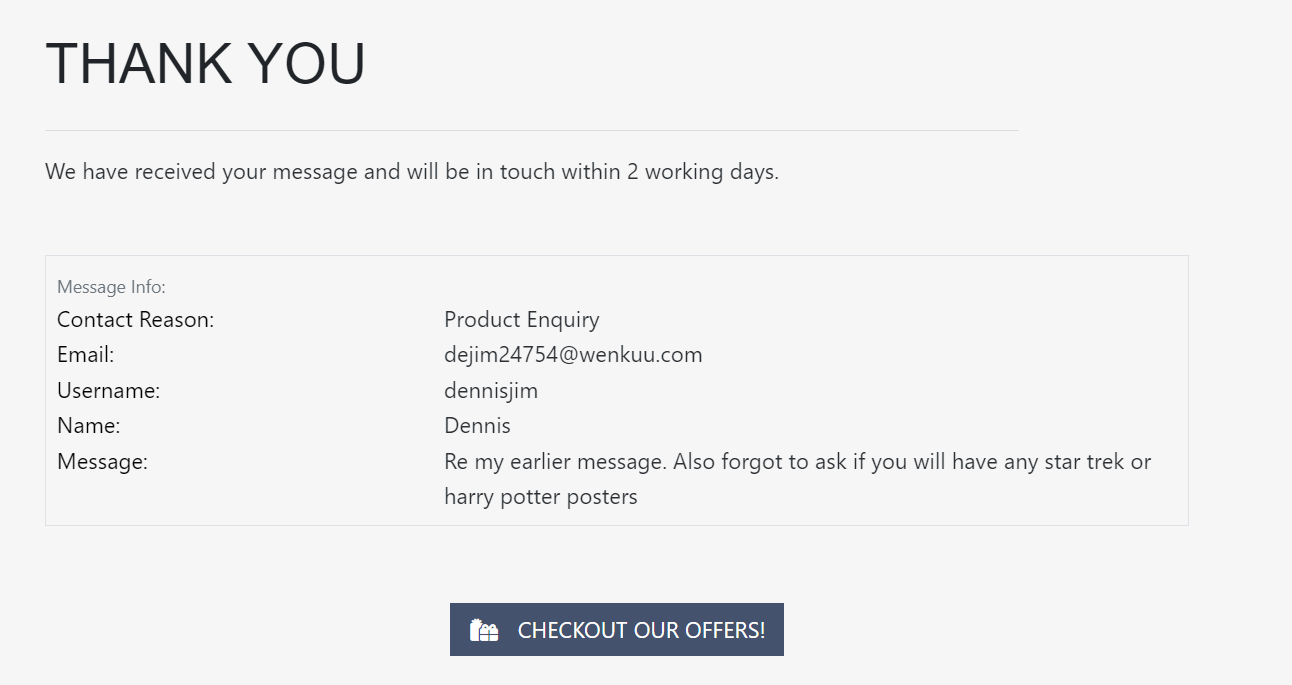 THANK YOU
We have received your message and will be in touch within 2 working days.
Message Info:
Contact Reason: Product Enquiry
Email: dejim24754@wenkuu.com
Username: dennisjim
Name: Dennis
Message: Re my earlier message. Also forgot to ask if you will have any star trek or
harry potter posters
CHECKOUT OUR OFFERS!